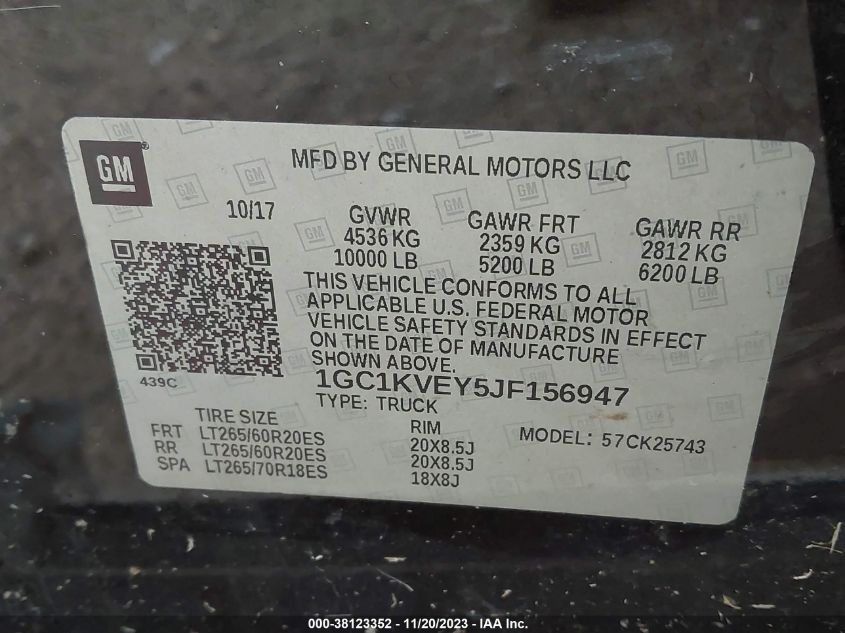 GM
MFD BY GENERAL MOTORS LLC
10/17
GVWR
4536 KG
10000 LB
GAWR FRT
2359 KG
5200 LB
GAWR RR
2812 KG
6200 LB
THIS VEHICLE CONFORMS TO ALL
APPLICABLE U.S. FEDERAL MOTOR
VEHICLE SAFETY STANDARDS IN EFFECT
ON THE DATE OF MANUFACTURE
SHOWN ABOVE.
439C
1GC1KVEY5JF156947
TYPE: TRUCK
TIRE SIZE RIM
FRT LT265/60R20ES 20X8.5J
RR LT265/60R20ES 20X8.5J
SPA LT265/70R18ES 18X8J
MODEL: 57CK25743
000-38123352 - 11/20/2023 - IAA Inc.